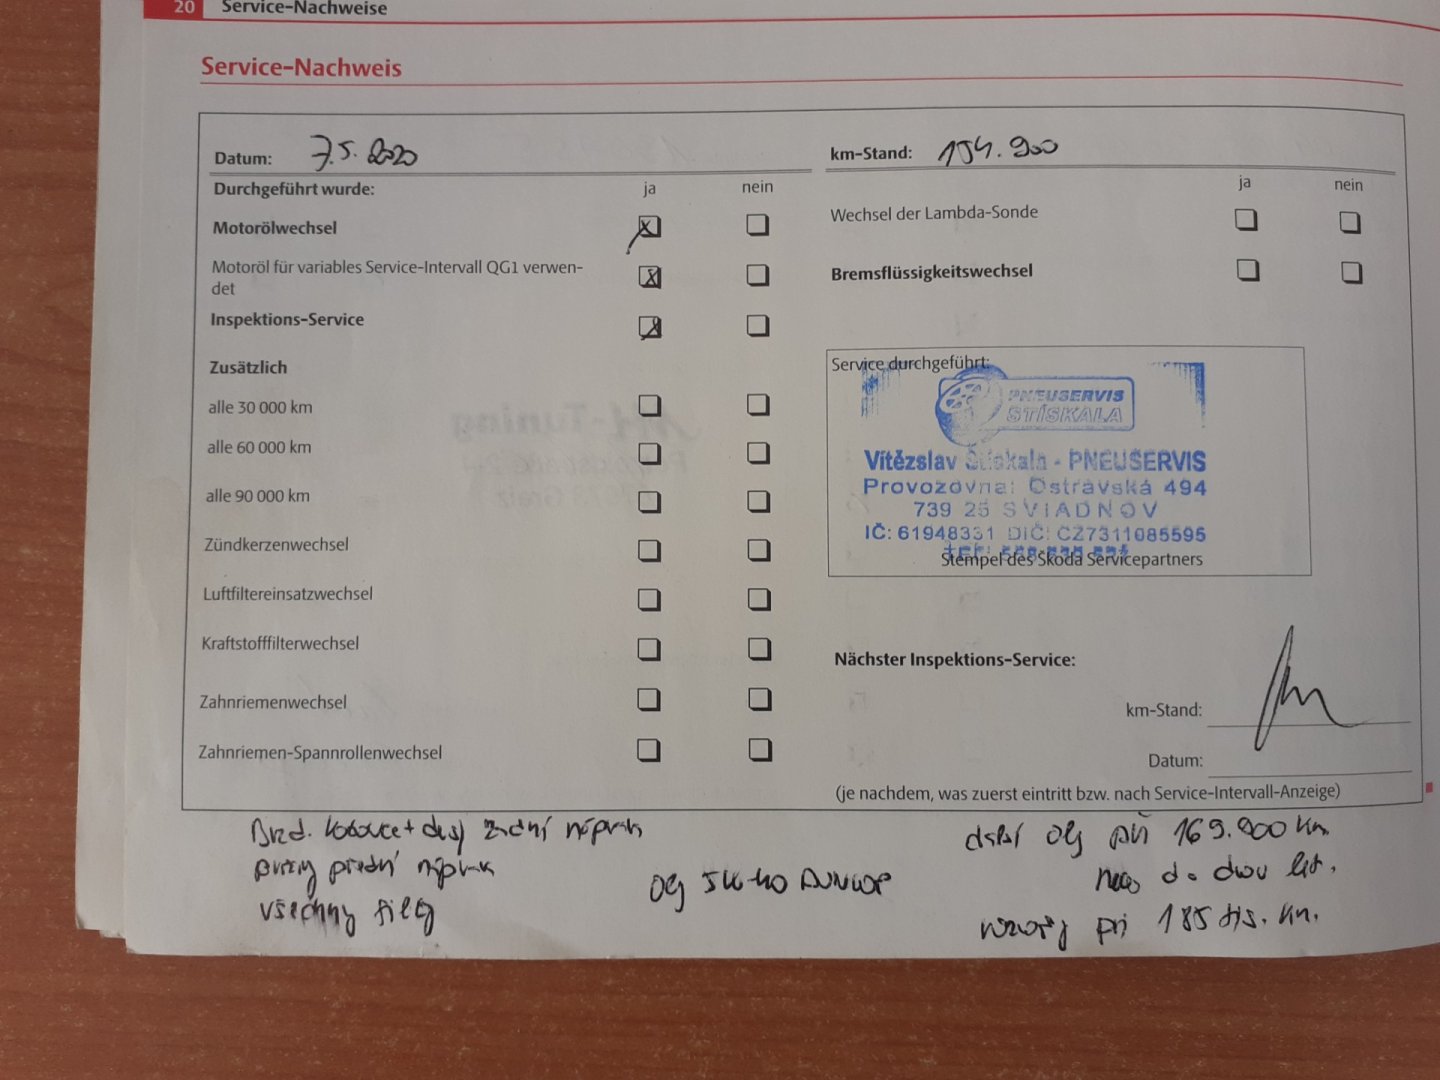 20 Service-Nachweise
Service-Nachweis
Datum: 7.5. 2020
Durchgeführt wurde: ja nein
Motorölwechsel
Motoröl für variables Service-Intervall QG1 verwen-
det
Inspektions-Service
Zusätzlich
alle 30 000 km
alle 60 000 km
alle 90 000 km
Zündkerzenwechsel
Luftfiltereinsatzwechsel
Kraftstofffilterwechsel
Zahnriemenwechsel
Zahnriemen-Spannrollenwechsel
km-Stand: 154.900
ja nein
Wechsel der Lambda-Sonde
Bremsflüssigkeitswechsel
Service durchgeführt:
PNEUSERVIS
STÍSKALA
Vítězslav Stískala - PNEUSERVIS
Provozovna: Ostravská 494
739 25 SVIADNOV
IČ: 61948331 DIČ: CZ7311085595
Stempel des Škoda Servicepartners
Nächster Inspektions-Service:
km-Stand:
Datum:
(je nachdem, was zuerst eintritt bzw. nach Service-Intervall-Anzeige)
Brzd. kotouče + desy zadní náprava
přední náprava
všechny filtry
olej 5W-40 DUNLOP
další olej při 169.900 km
nebo do dvou let.
rozvody při 185 tis. km.